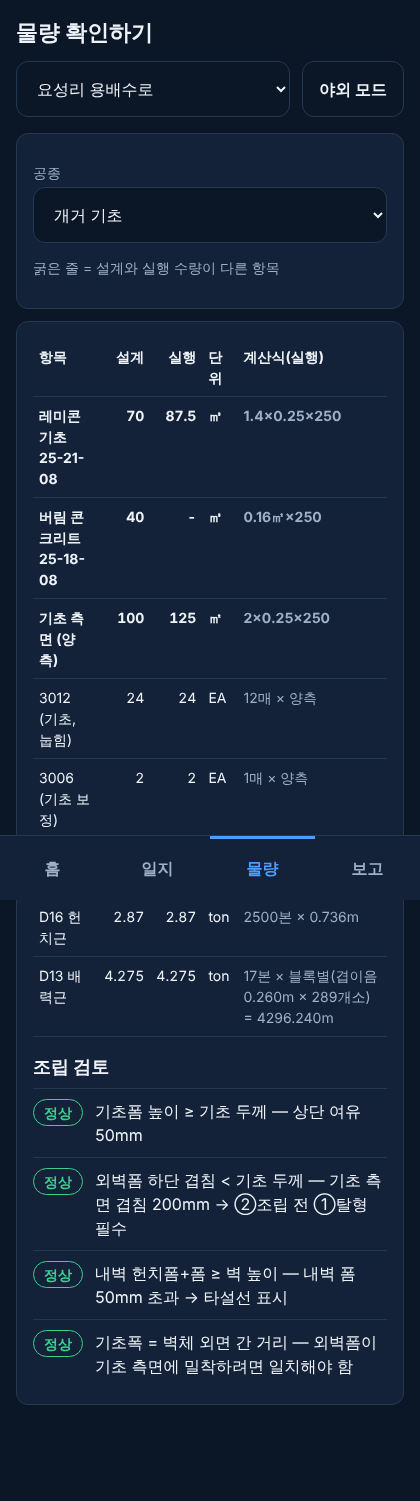 물량 확인하기
요성리 용배수로
야외 모드
공종
개거 기초
굵은 줄 = 설계와 실행 수량이 다른 항목
항목 설계 실행 단위 계산식(실행)
레미콘 70 87.5 ㎥ 1.4×0.25×250
기초
25-21-
08
버림 콘 40 - ㎥ 0.16㎡×250
크리트
25-18-
08
기초 측 100 125 ㎡ 2×0.25×250
면 (양
측)
3012 24 24 EA 12매 × 양측
(기초,
눕힘)
3006 2 2 EA 1매 × 양측
(기초 보
정)
홈 일지 물량 보고
D16 헌 2.87 2.87 ton 2500본 × 0.736m
치근
D13 배 4.275 4.275 ton 17본 × 블록별(겹이음
력근 0.260m × 289개소)
= 4296.240m
조립 검토
정상 기초폼 높이 ≥ 기초 두께 — 상단 여유
50mm
정상 외벽폼 하단 겹침 < 기초 두께 — 기초 측
면 겹침 200mm → ②조립 전 ①탈형
필수
정상 내벽 헌치폼+폼 ≥ 벽 높이 — 내벽 폼
50mm 초과 → 타설선 표시
정상 기초폭 = 벽체 외면 간 거리 — 외벽폼이
기초 측면에 밀착하려면 일치해야 함